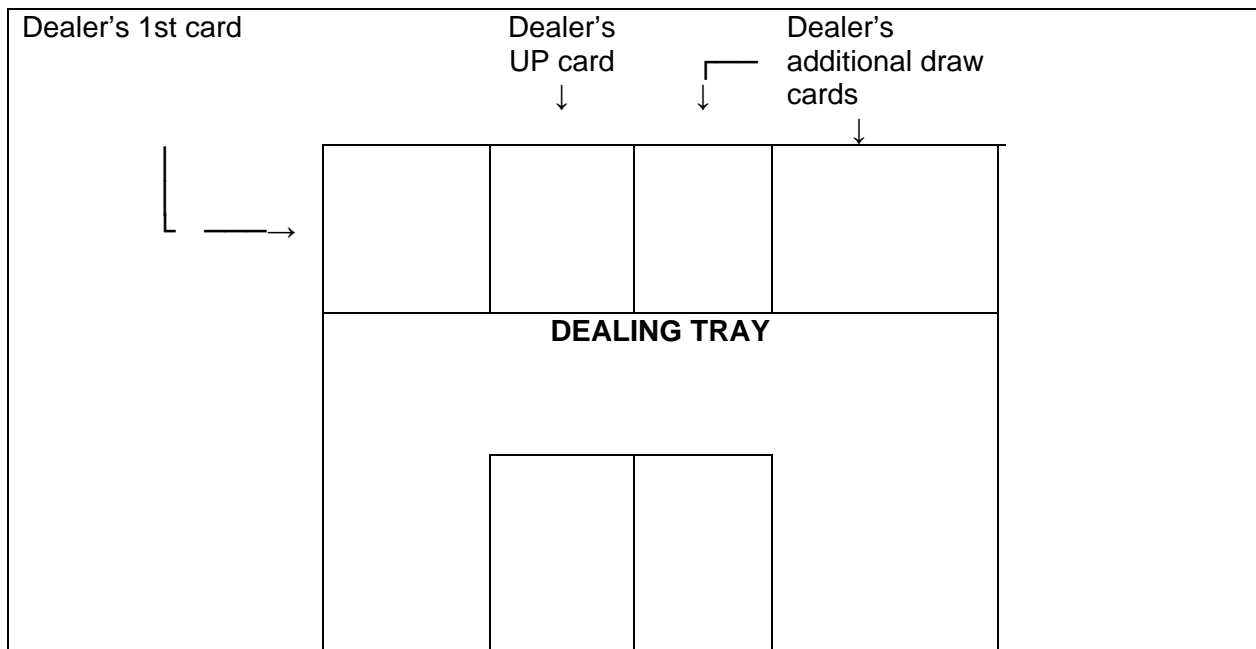 Dealer's 1st card
Dealer's
UP card
Dealer's
additional draw
cards
DEALING TRAY